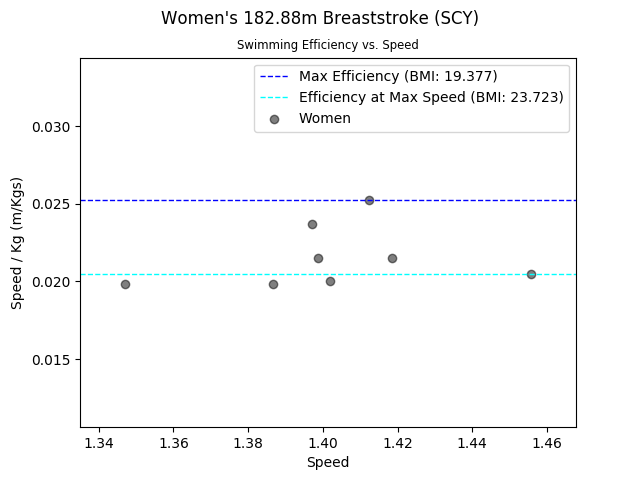 Women's 182.88m Breaststroke (SCY)
Swimming Efficiency vs. Speed
Max Efficiency (BMI: 19.377)
Efficiency at Max Speed (BMI: 23.723)
Women
0.030
0.025
0.020
0.015
Speed / Kg (m/Kgs)
1.34 1.36 1.38 1.40 1.42 1.44 1.46
Speed